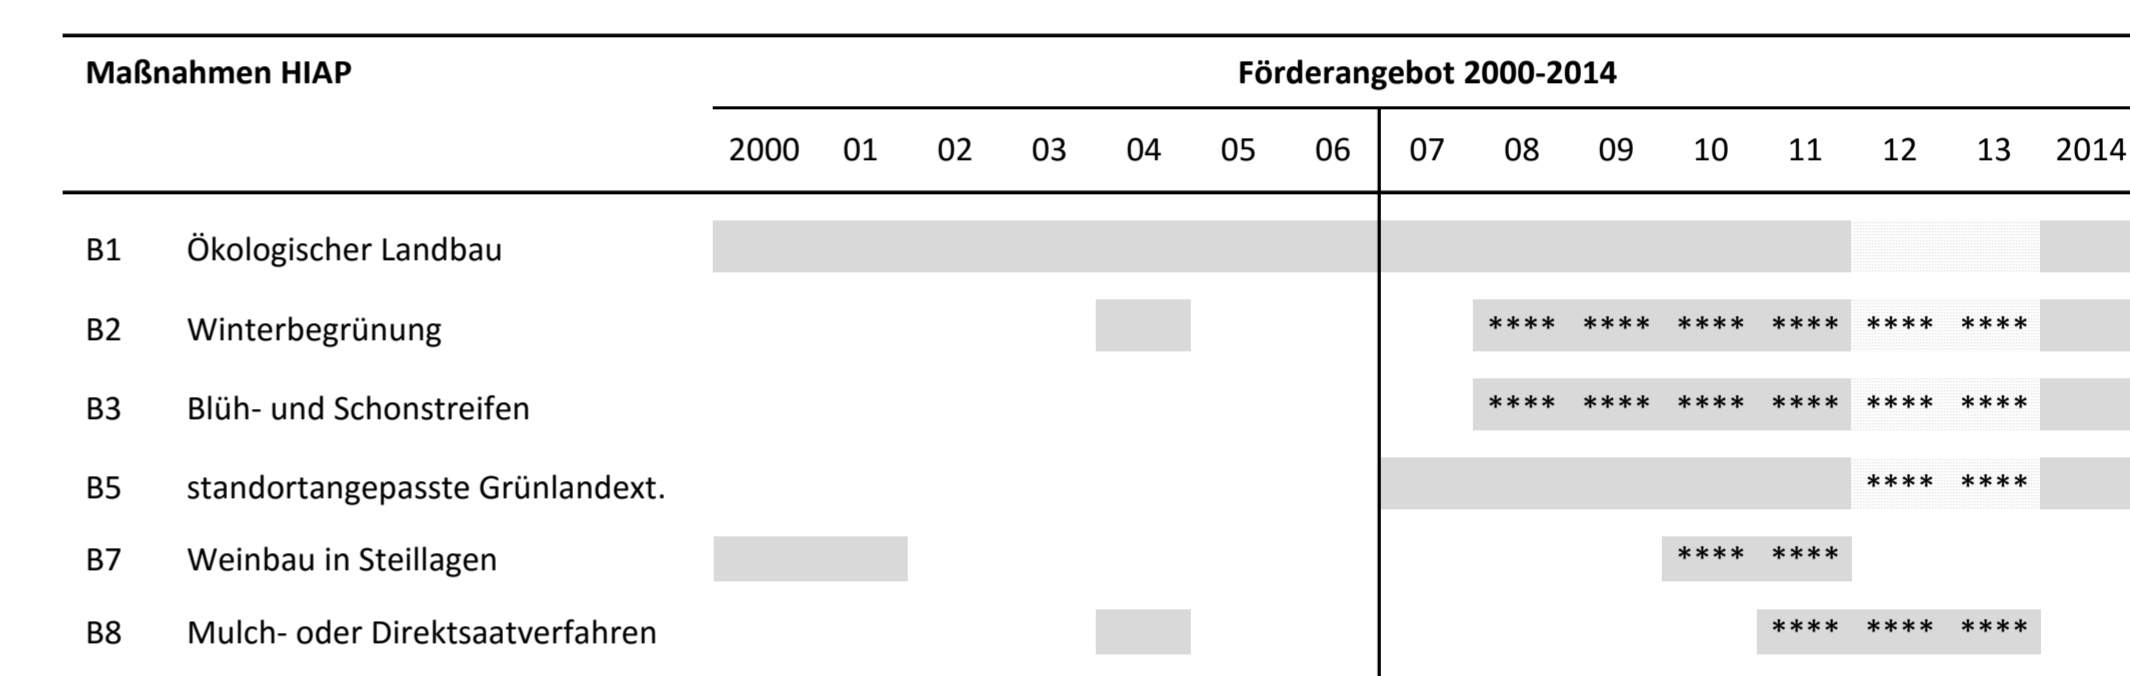 Maßnahmen HIAP Förderangebot 2000-2014
2000 01 02 03 04 05 06 07 08 09 10 11 12 13 2014
B1 Ökologischer Landbau
B2 Winterbegrünung **** **** **** **** **** ****
B3 Blüh- und Schonstreifen **** **** **** **** **** ****
B5 standortangepasste Grünlandext. **** ****
B7 Weinbau in Steillagen **** ****
B8 Mulch- oder Direktsaatverfahren **** **** ****